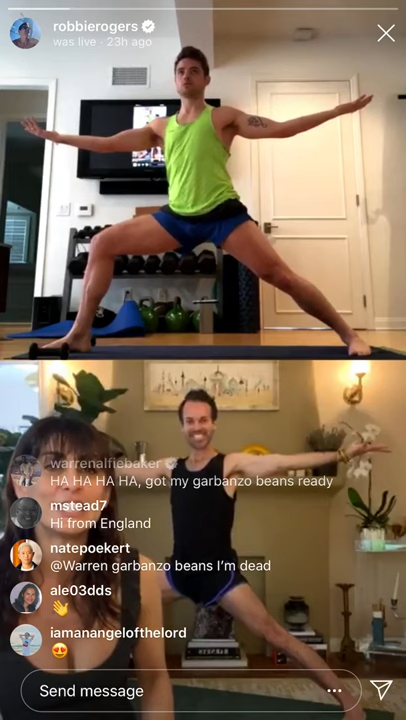 robbierogers
was live · 23h ago
warrenalfiebaker
HA HA HA HA, got my garbanzo beans ready
mstead7
Hi from England
natepoekert
@Warren garbanzo beans I'm dead
ale03dds
👋
iamanangelofthelord
😍
Send message